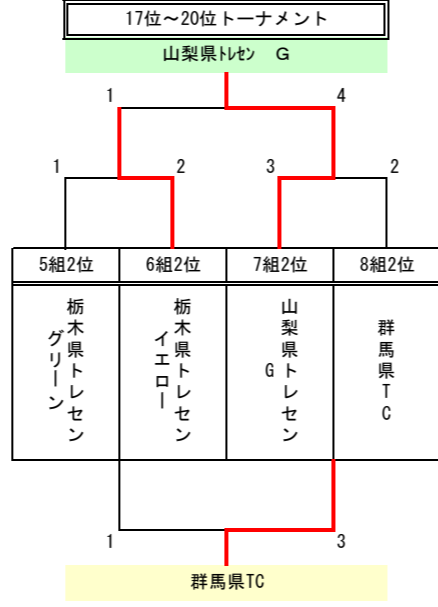 17位～20位トーナメント
山梨県ﾄﾚｾﾝ G
1 4
1 2 3 2
5組2位 6組2位 7組2位 8組2位
栃木県トレセン
グリーン
栃木県トレセン
イエロー
山梨県トレセン
G
群馬県TC
1 3
群馬県TC